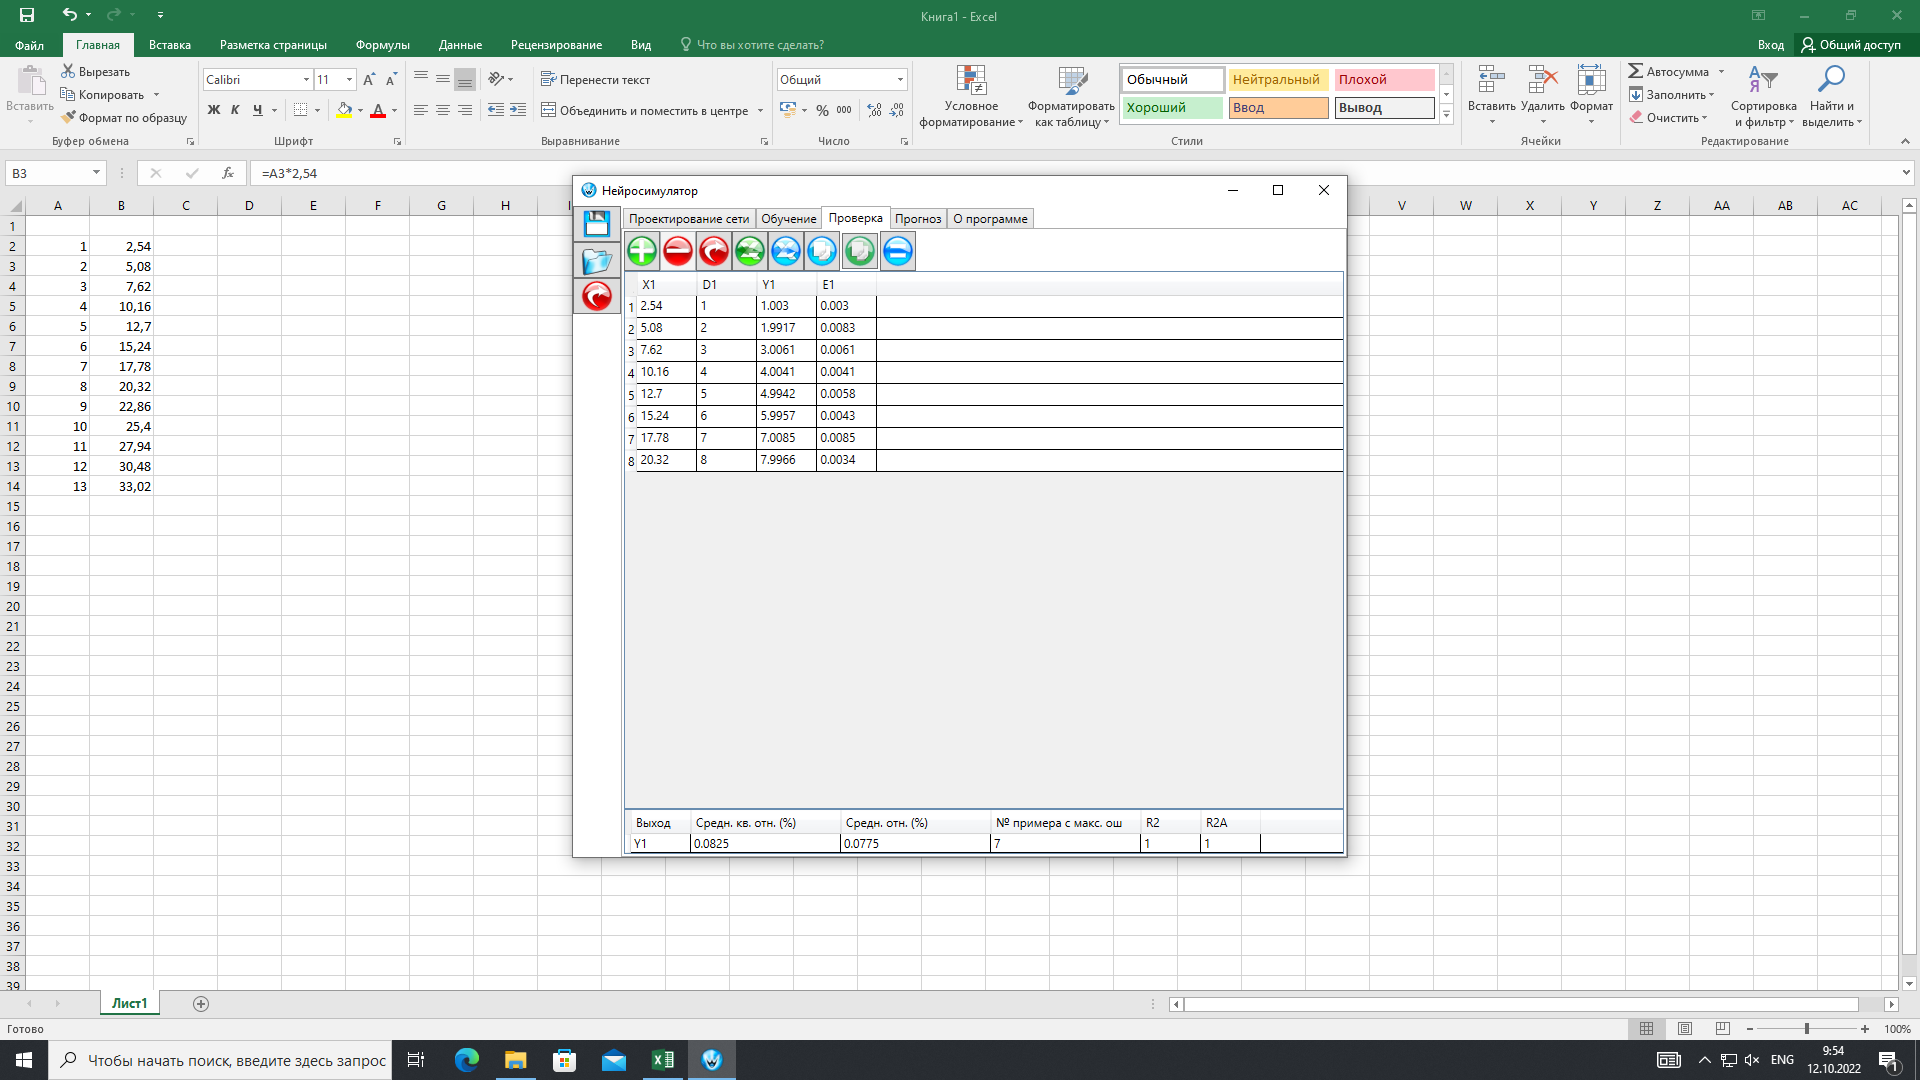 Книга1 - Excel
Файл Главная Вставка Разметка страницы Формулы Данные Рецензирование Вид Что вы хотите сделать? Вход Общий доступ
Вставить
Вырезать
Копировать
Формат по образцу
Буфер обмена
Calibri 11
Ж К Ч
Шрифт
Перенести текст
Объединить и поместить в центре
Выравнивание
Общий
% 000
Число
Условное форматирование
Форматировать как таблицу
Обычный Нейтральный Плохой
Хороший Ввод Вывод
Стили
Вставить Удалить Формат
Ячейки
Автосумма
Заполнить
Очистить
Сортировка и фильтр
Найти и выделить
Редактирование
B3 fx =A3*2,54
A B C D E F G H V W X Y Z AA AB AC
1
2 1 2,54
3 2 5,08
4 3 7,62
5 4 10,16
6 5 12,7
7 6 15,24
8 7 17,78
9 8 20,32
10 9 22,86
11 10 25,4
12 11 27,94
13 12 30,48
14 13 33,02
15
16
17
18
19
20
21
22
23
24
25
26
27
28
29
30
31
32
33
34
35
36
37
38
39
Нейросимулятор
Проектирование сети Обучение Проверка Прогноз О программе
X1 D1 Y1 E1
1 2.54 1 1.003 0.003
2 5.08 2 1.9917 0.0083
3 7.62 3 3.0061 0.0061
4 10.16 4 4.0041 0.0041
5 12.7 5 4.9942 0.0058
6 15.24 6 5.9957 0.0043
7 17.78 7 7.0085 0.0085
8 20.32 8 7.9966 0.0034
Выход Средн. кв. отн. (%) Средн. отн. (%) № примера с макс. ош R2 R2A
Y1 0.0825 0.0775 7 1 1
Лист1
Готово
100%
Чтобы начать поиск, введите здесь запрос
ENG
9:54
12.10.2022
1